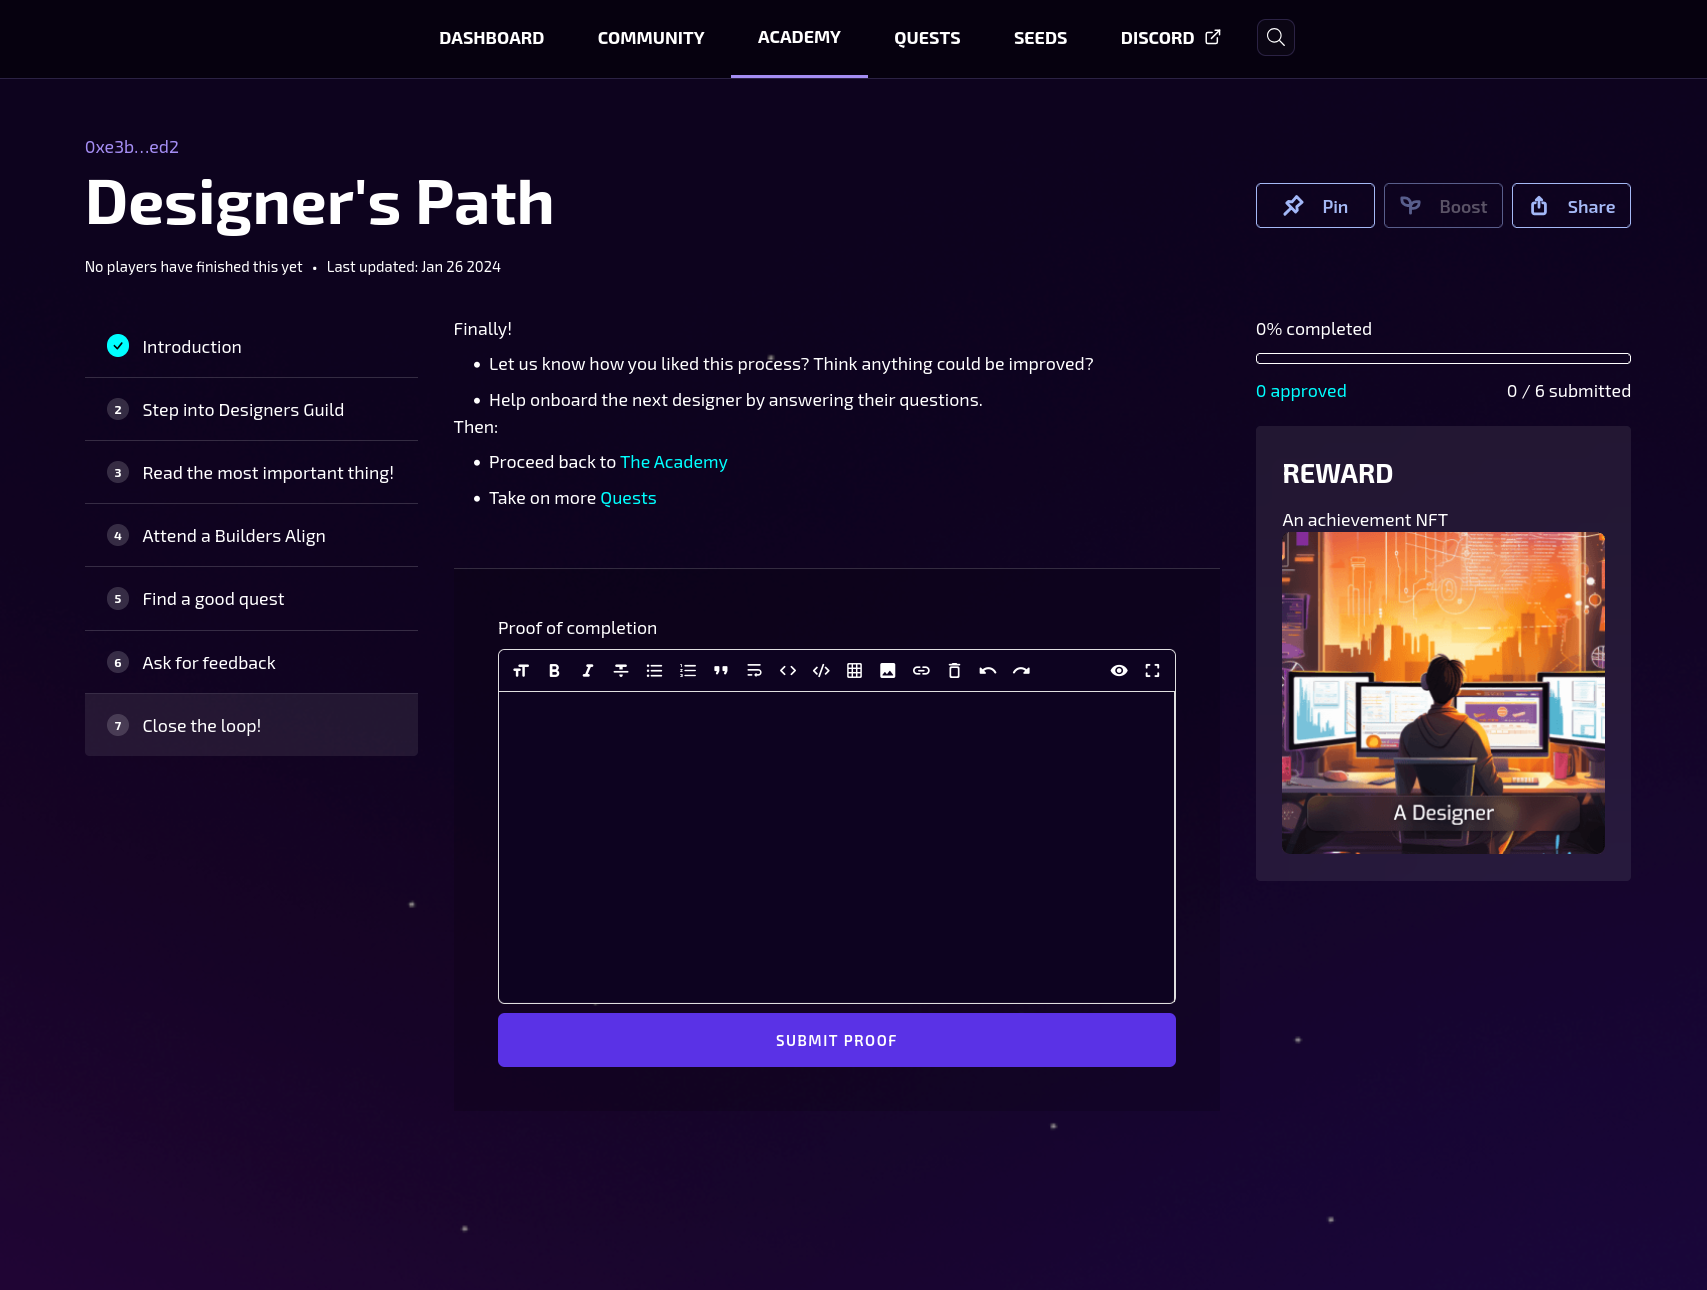 DASHBOARD COMMUNITY ACADEMY QUESTS SEEDS DISCORD
0xe3b...ed2
Designer's Path
Pin Boost Share
No players have finished this yet • Last updated: Jan 26 2024
Introduction
2 Step into Designers Guild
3 Read the most important thing!
4 Attend a Builders Align
5 Find a good quest
6 Ask for feedback
7 Close the loop!
Finally!
• Let us know how you liked this process? Think anything could be improved?
• Help onboard the next designer by answering their questions.
Then:
• Proceed back to The Academy
• Take on more Quests
Proof of completion
SUBMIT PROOF
0% completed
0 approved 0 / 6 submitted
REWARD
An achievement NFT
A Designer